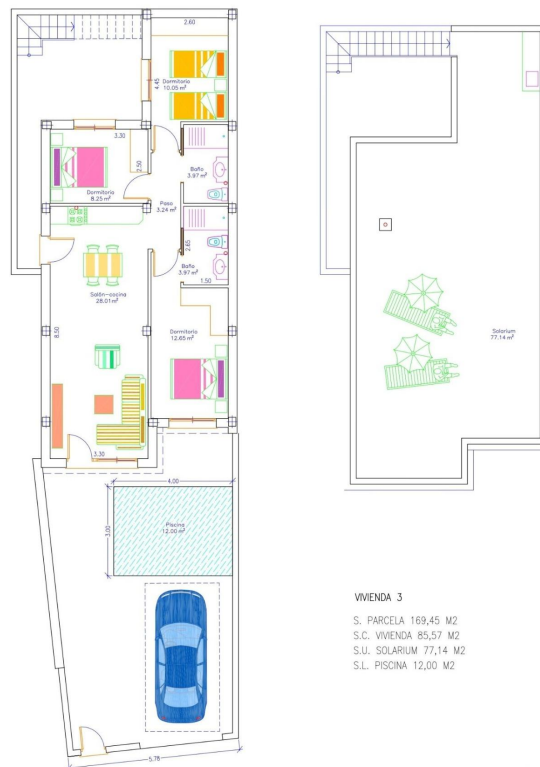 2.60
Dormitorio
10.05 m²
4.45
3.30
2.50
Dormitorio
8.25 m²
Baño
3.97 m²
Paso
3.24 m²
2.65
Baño
3.97 m²
1.50
Salón-cocina
28.01 m²
8.50
Dormitorio
12.65 m²
3.30
4.00
3.00
Piscina
12.00 m²
5.78
Solarium
77.14 m²
VIVIENDA 3
S. PARCELA 169,45 M2
S.C. VIVIENDA 85,57 M2
S.U. SOLARIUM 77,14 M2
S.L. PISCINA 12,00 M2